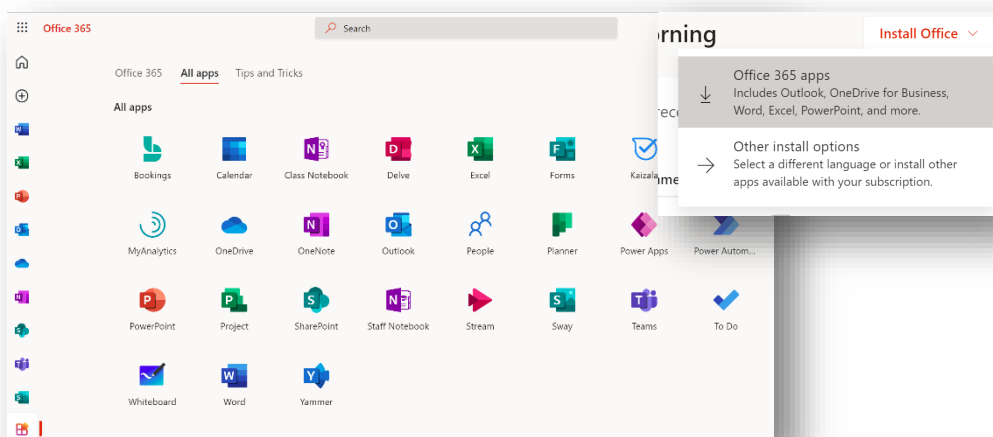 Office 365
Search
Office 365 All apps Tips and Tricks
All apps
Bookings Calendar Class Notebook Delve Excel Forms Kaizala
MyAnalytics OneDrive OneNote Outlook People Planner Power Apps Power Autom...
PowerPoint Project SharePoint Staff Notebook Stream Sway Teams To Do
Whiteboard Word Yammer
rning
Install Office
Office 365 apps
Includes Outlook, OneDrive for Business,
Word, Excel, PowerPoint, and more.
Other install options
Select a different language or install other
apps available with your subscription.